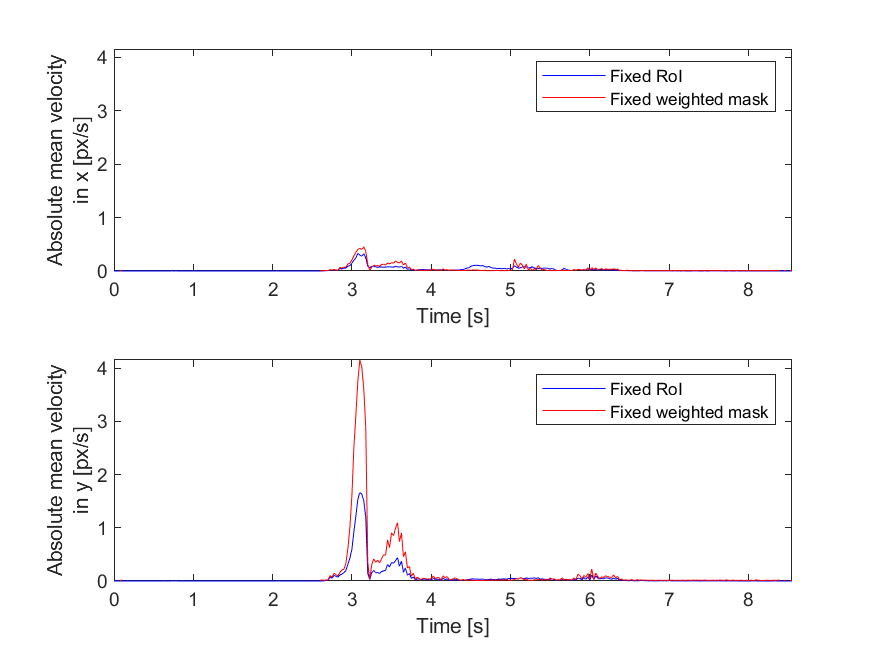 Absolute mean velocity
in x [px/s]
4
3
2
1
0
Fixed RoI
Fixed weighted mask
0 1 2 3 4 5 6 7 8
Time [s]
Absolute mean velocity
in y [px/s]
4
3
2
1
0
Fixed RoI
Fixed weighted mask
0 1 2 3 4 5 6 7 8
Time [s]